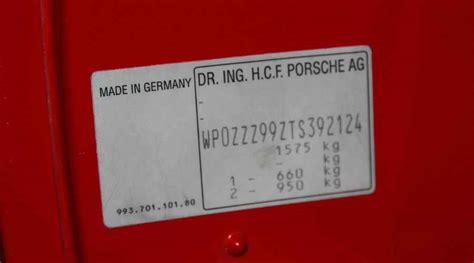 MADE IN GERMANY
DR. ING. H.C.F. PORSCHE AG
-
-
WP0ZZZ99ZTS392124
1575 kg
- kg
1 - 660 kg
2 - 950 kg
993.701.101.80